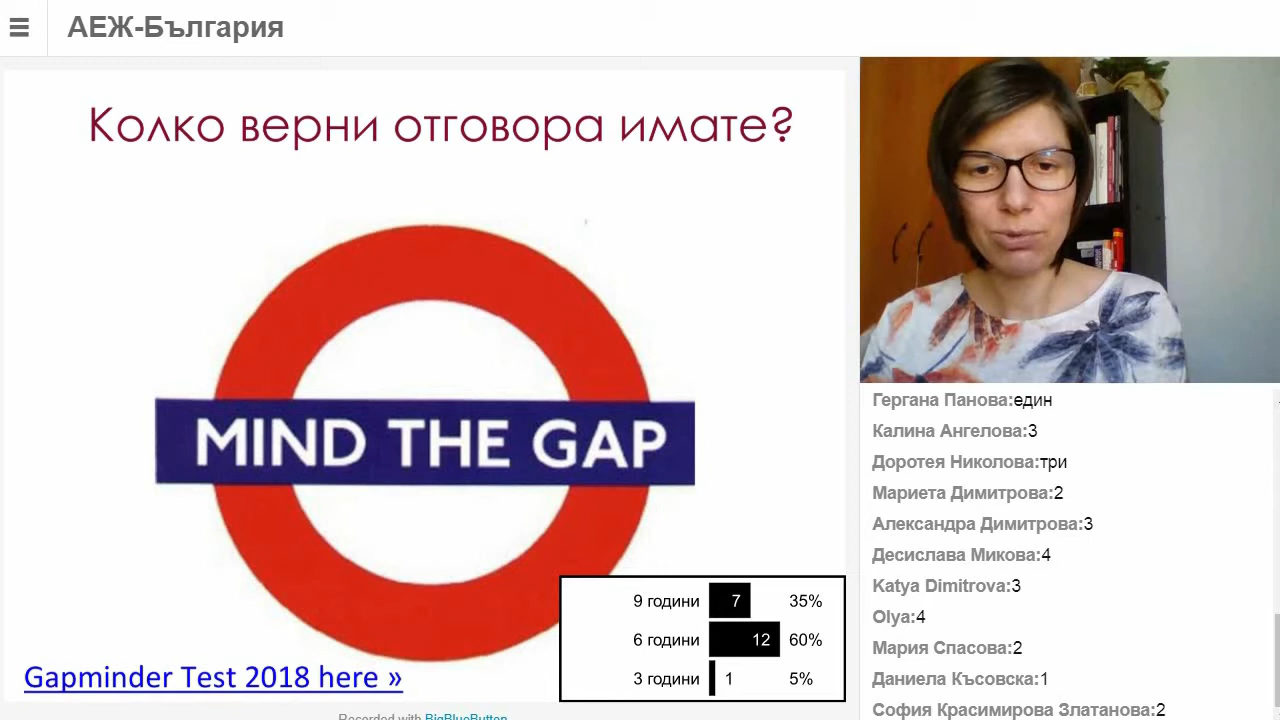 АЕЖ-България
Колко верни отговора имате?
MIND THE GAP
9 години 7 35%
6 години 12 60%
3 години 1 5%
Gapminder Test 2018 here »
Recorded with BigBlueButton
Гергана Панова:един
Калина Ангелова:3
Доротея Николова:три
Мариета Димитрова:2
Александра Димитрова:3
Десислава Микова:4
Katya Dimitrova:3
Olya:4
Мария Спасова:2
Даниела Късовска:1
София Красимирова Златанова:2